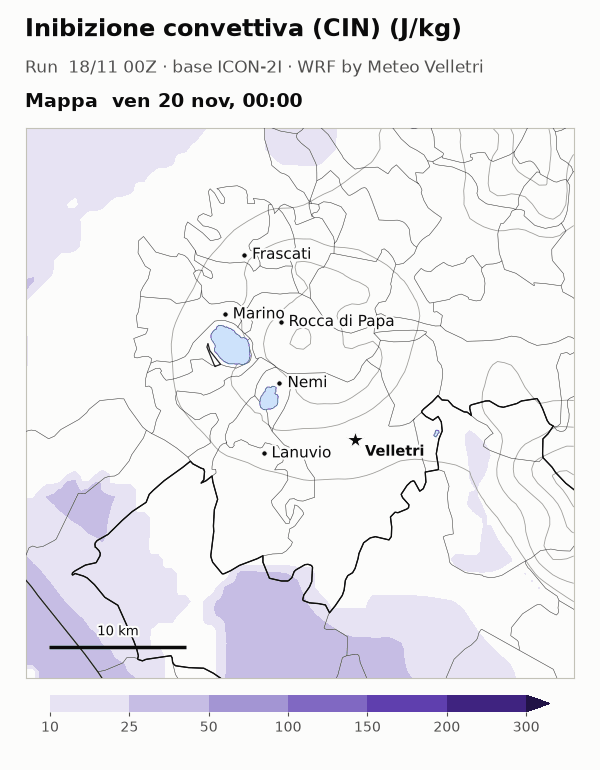 Inibizione convettiva (CIN) (J/kg)
Run  18/11 00Z · base ICON-2I · WRF by Meteo Velletri
Mappa  ven 20 nov, 00:00
Frascati
Marino
Rocca di Papa
Nemi
Velletri
Lanuvio
10 km
10 25 50 100 150 200 300